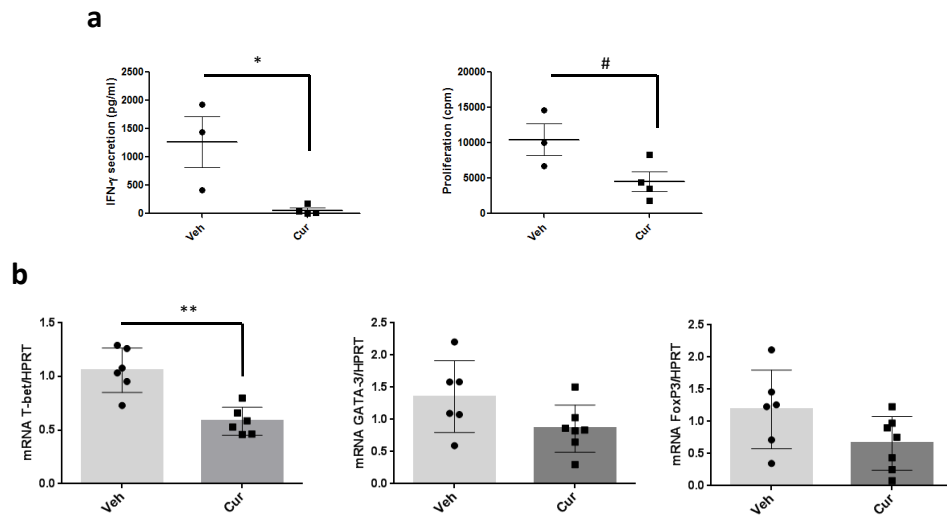 a
*
IFN-γ secretion (pg/ml)
2500
2000
1500
1000
500
0
Veh
Cur
#
Proliferation (cpm)
20000
15000
10000
5000
0
Veh
Cur
b
**
mRNA T-bet/HPRT
1.5
1.0
0.5
0.0
Veh
Cur
mRNA GATA-3/HPRT
2.5
2.0
1.5
1.0
0.5
0.0
Veh
Cur
mRNA FoxP3/HPRT
2.5
2.0
1.5
1.0
0.5
0.0
Veh
Cur